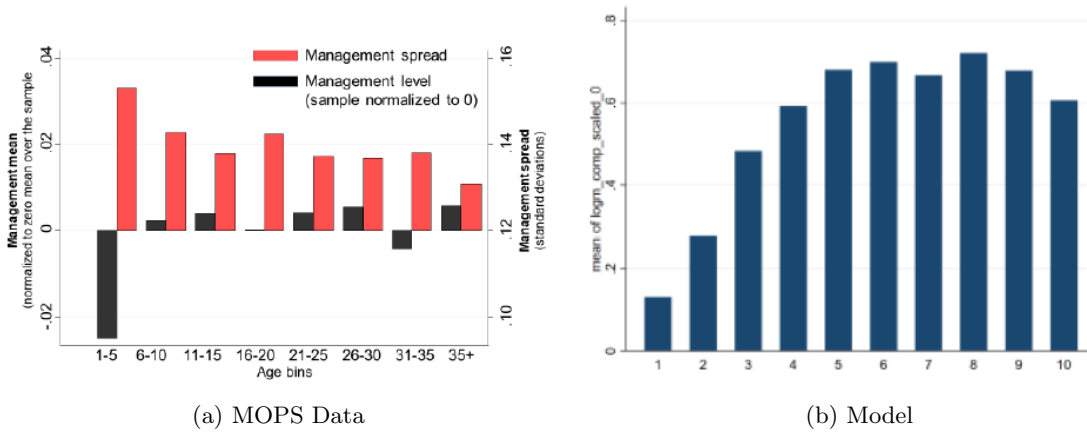 Management spread
Management level
(sample normalized to 0)
Management mean
(normalized to zero mean over the sample
.04
.02
0
-.02
.16
.14
.12
.10
Management spread
(standard deviations)
1-5 6-10 11-15 16-20 21-25 26-30 31-35 35+
Age bins
(a) MOPS Data
mean of logm_comp_scaled_0
.8
.6
.4
.2
0
1 2 3 4 5 6 7 8 9 10
(b) Model